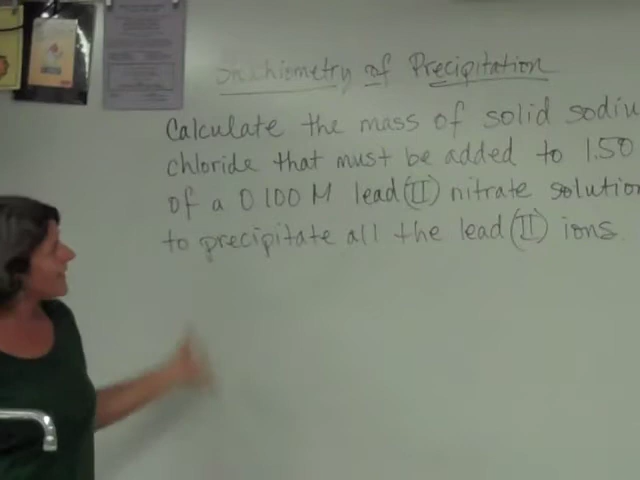 Stoichiometry of Precipitation
Calculate the mass of solid sodiu
chloride that must be added to 1.50
of a 0.100 M lead (II) nitrate solution
to precipitate all the lead (II) ions.